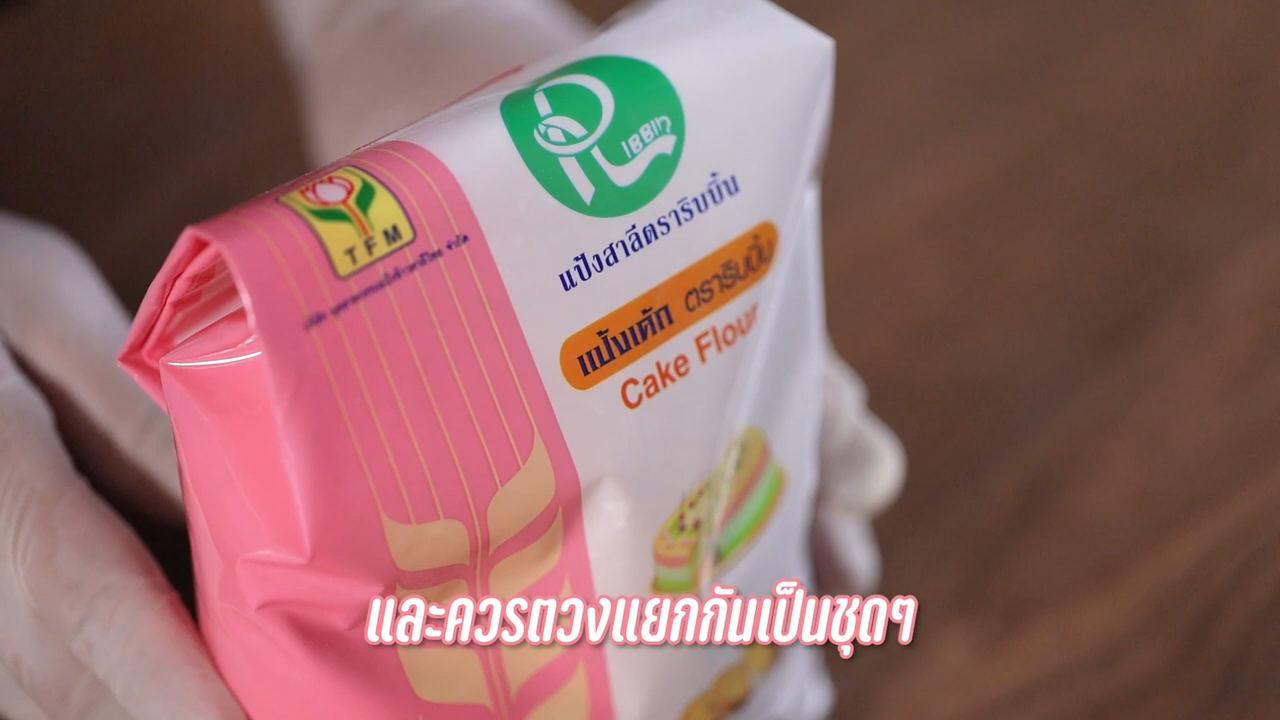 Ribbin
แป้งสาลีตราริบบิ้น
TFM
แป้งเค้ก ตราริบบิ้น
Cake Flour
และควรตวงแยกกันเป็นชุดๆ